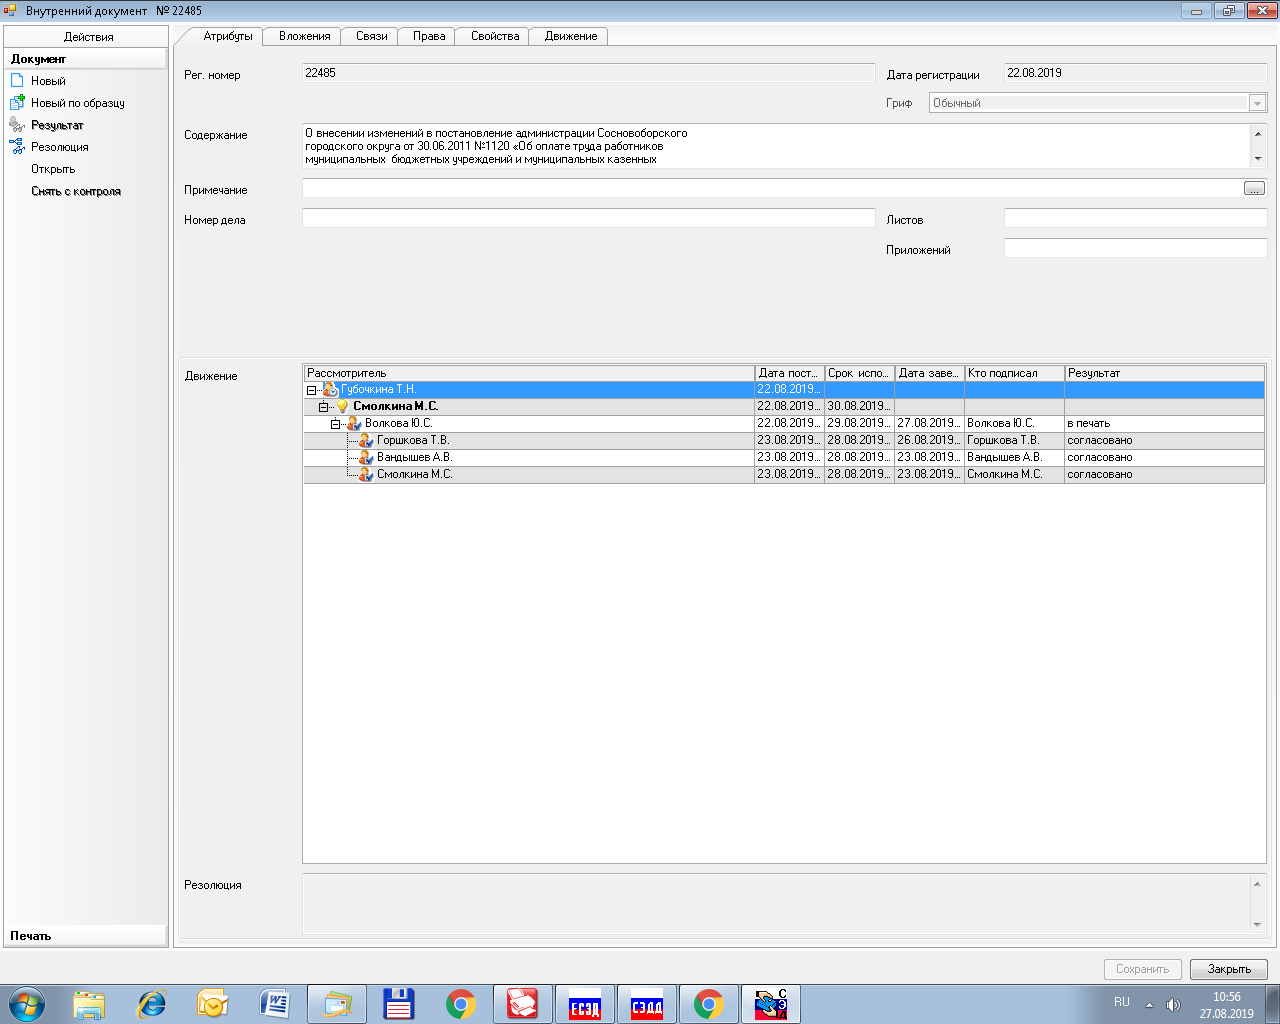 Внутренний документ № 22485
Действия
Документ
Новый
Новый по образцу
Результат
Резолюция
Открыть
Снять с контроля
Печать
Атрибуты Вложения Связи Права Свойства Движение
Рег. номер 22485 Дата регистрации 22.08.2019
Гриф Обычный
Содержание О внесении изменений в постановление администрации Сосновоборского
городского округа от 30.06.2011 №1120 «Об оплате труда работников
муниципальных бюджетных учреждений и муниципальных казенных
Примечание ...
Номер дела Листов
Приложений
Движение
Рассмотритель Дата пост... Срок испо... Дата заве... Кто подписал Результат
Губочкина Т.Н. 22.08.2019...
Смолкина М.С. 22.08.2019... 30.08.2019...
Волкова Ю.С. 22.08.2019... 29.08.2019... 27.08.2019... Волкова Ю.С. в печать
Горшкова Т.В. 23.08.2019... 28.08.2019... 26.08.2019... Горшкова Т.В. согласовано
Вандышев А.В. 23.08.2019... 28.08.2019... 23.08.2019... Вандышев А.В. согласовано
Смолкина М.С. 23.08.2019... 28.08.2019... 23.08.2019... Смолкина М.С. согласовано
Резолюция
Сохранить Закрыть
ЕСЭД СЭДД СЭД RU 10:56
27.08.2019